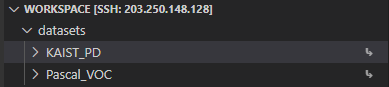 WORKSPACE [SSH: 203.250.148.128]
datasets
KAIST_PD
Pascal_VOC